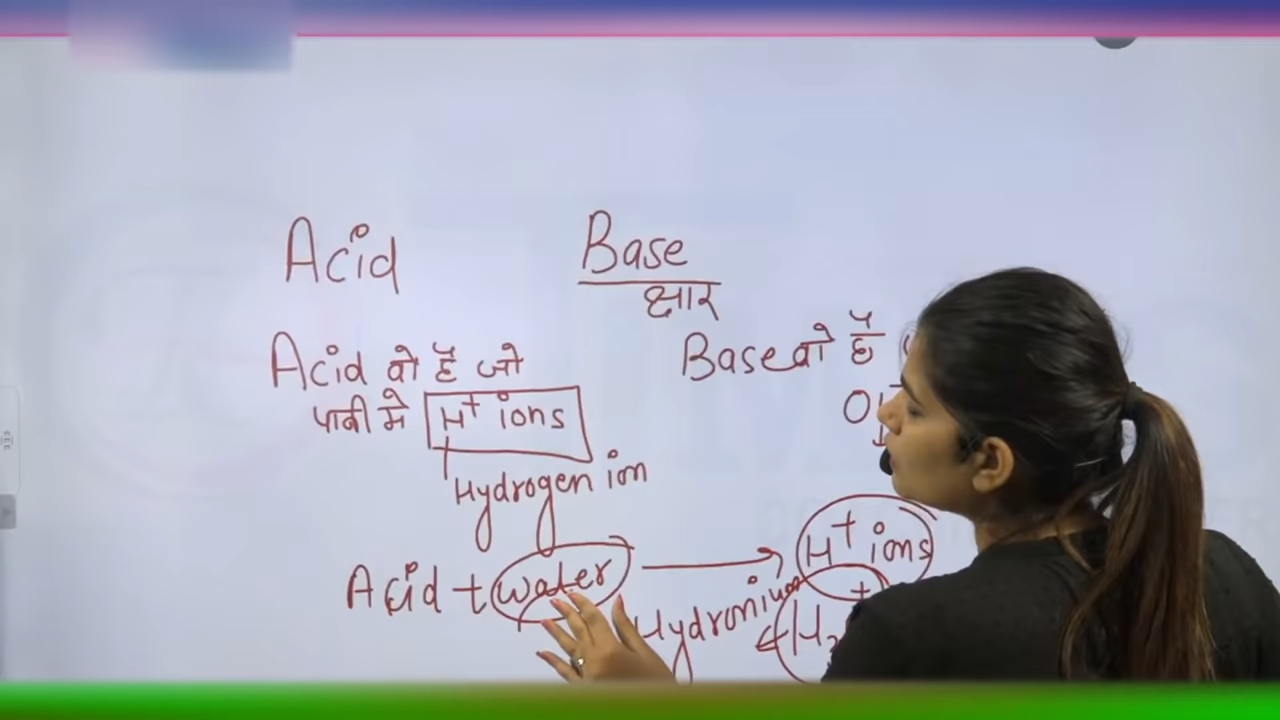 Acid
Base
क्षार
Acid वो है जो
पानी मे H⁺ ions
Hydrogen ion
Base वो है
Acid + water → H⁺ ions
Hydronium